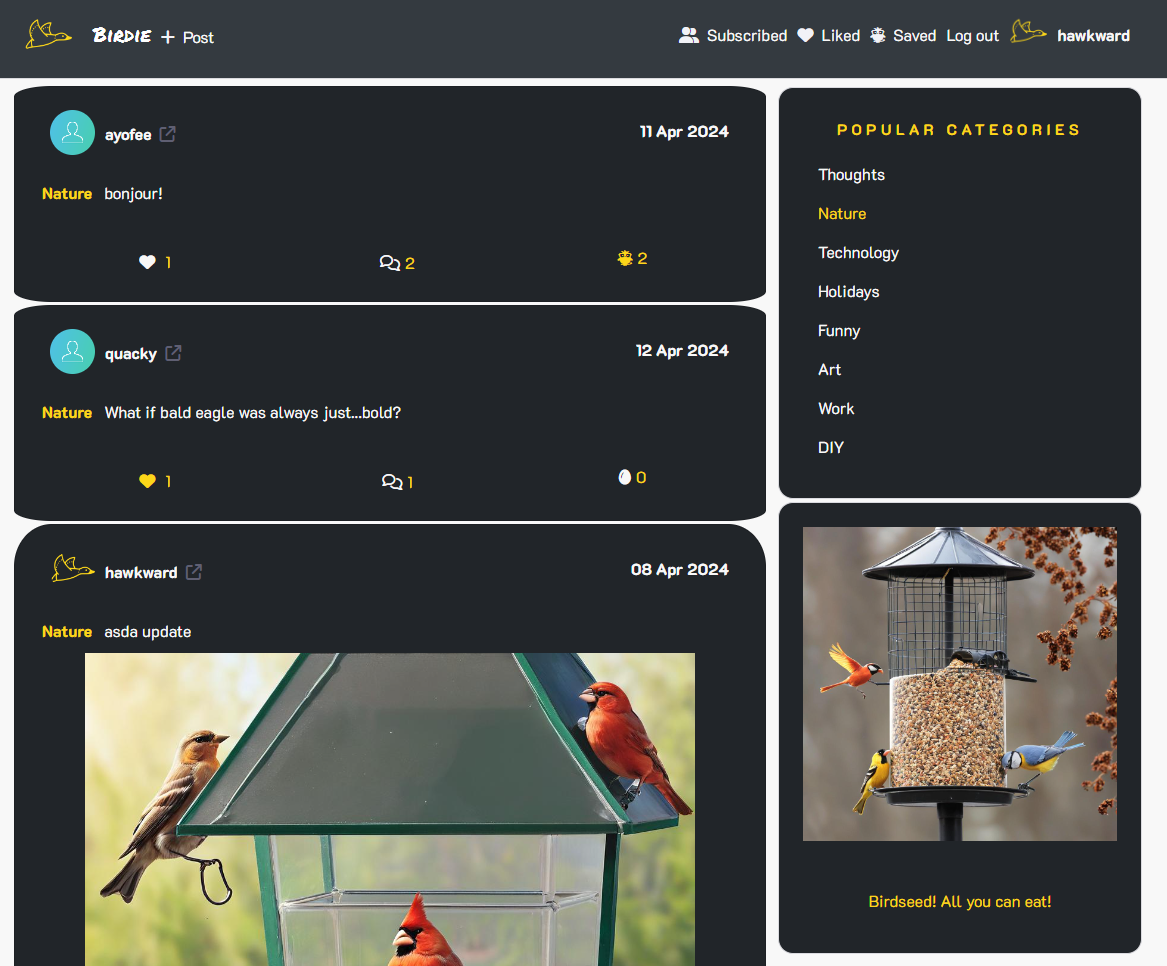 Birdie + Post Subscribed Liked Saved Log out hawkward
ayofee 11 Apr 2024
Nature bonjour!
1 2 2
quacky 12 Apr 2024
Nature What if bald eagle was always just...bold?
1 1 0
hawkward 08 Apr 2024
Nature asda update
POPULAR CATEGORIES
Thoughts
Nature
Technology
Holidays
Funny
Art
Work
DIY
Birdseed! All you can eat!